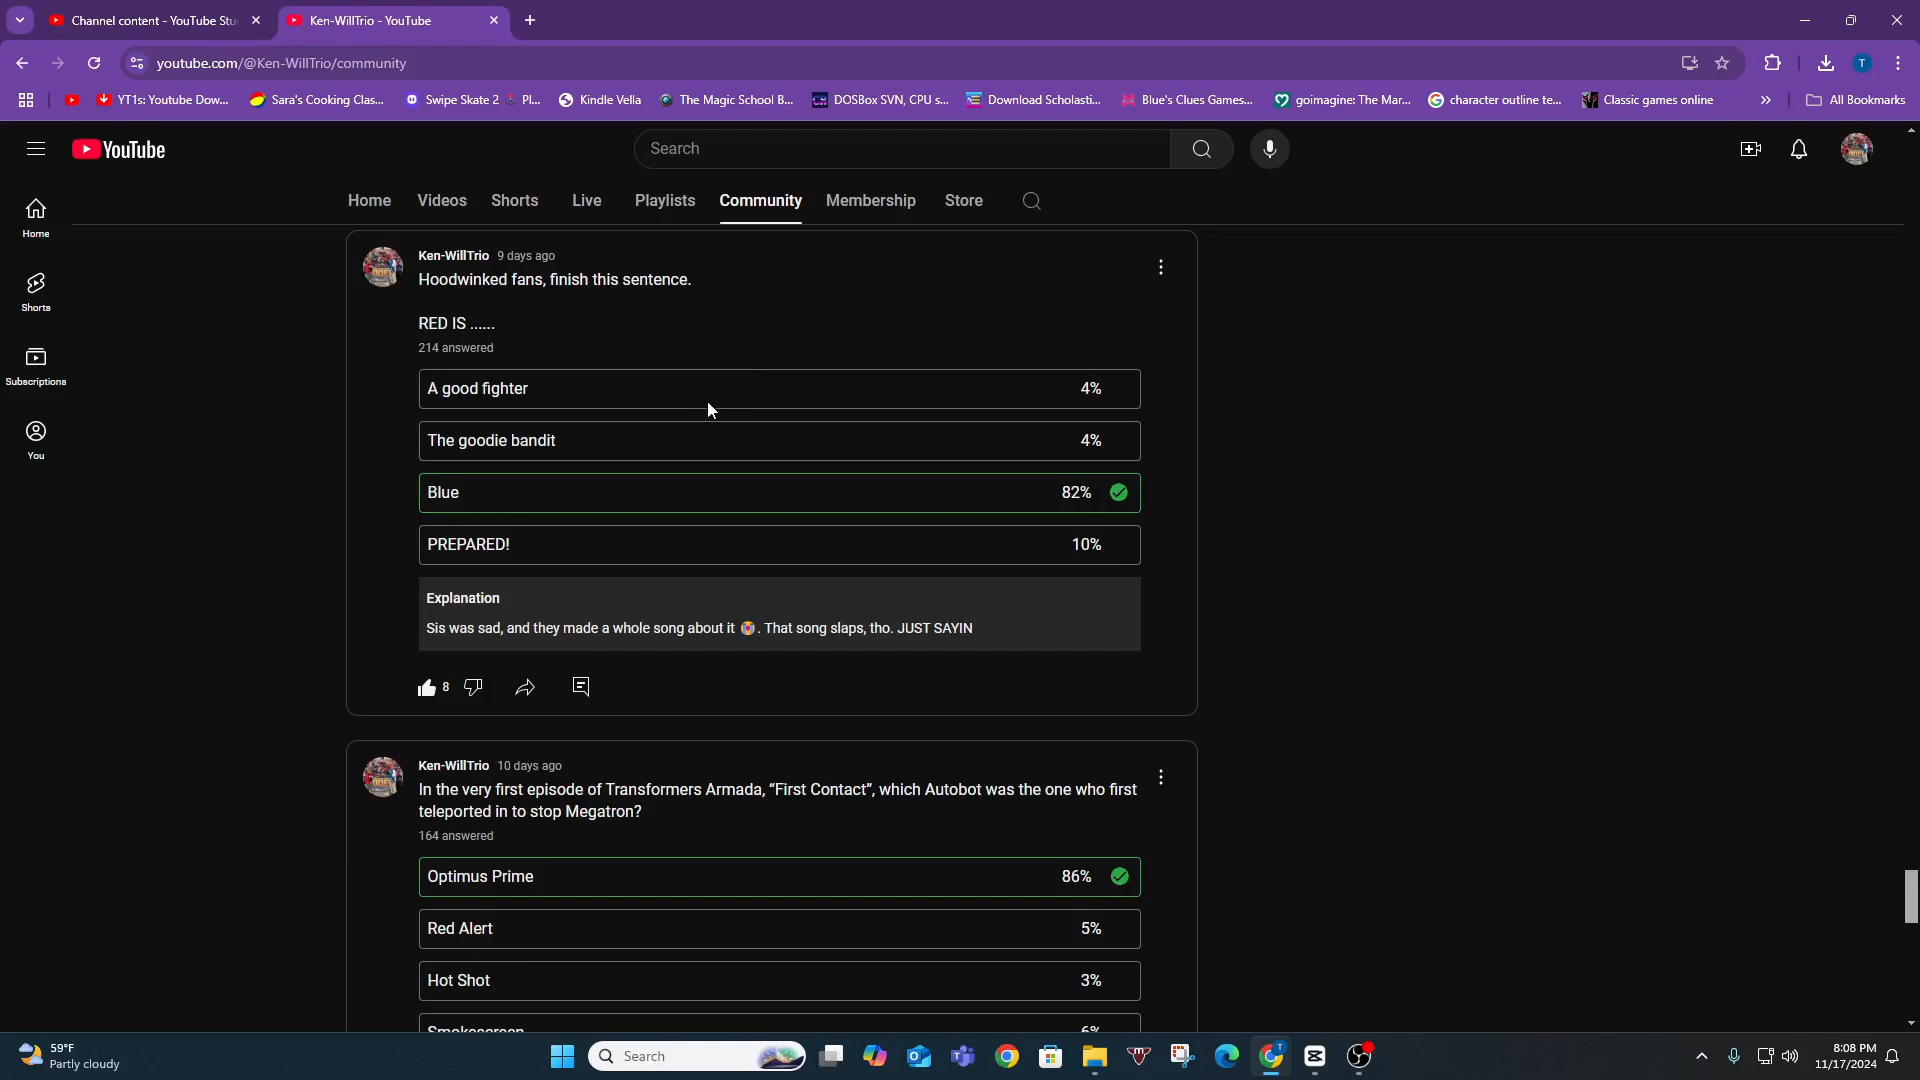 Channel content - YouTube Stu
Ken-WillTrio - YouTube
youtube.com/@Ken-WillTrio/community
T
YT1s: Youtube Dow...
Sara's Cooking Clas...
Swipe Skate 2 Pl...
Kindle Vella
The Magic School B...
DOSBox SVN, CPU s...
Download Scholasti...
Blue's Clues Games...
goimagine: The Mar...
character outline te...
Classic games online
»
All Bookmarks
YouTube
Search
Home Videos Shorts Live Playlists Community Membership Store
Home
Shorts
Subscriptions
You
Ken-WillTrio 9 days ago
Hoodwinked fans, finish this sentence.
RED IS ......
214 answered
A good fighter 4%
The goodie bandit 4%
Blue 82%
PREPARED! 10%
Explanation
Sis was sad, and they made a whole song about it 😭. That song slaps, tho. JUST SAYIN
8
Ken-WillTrio 10 days ago
In the very first episode of Transformers Armada, “First Contact”, which Autobot was the one who first
teleported in to stop Megatron?
164 answered
Optimus Prime 86%
Red Alert 5%
Hot Shot 3%
Smokescreen 6%
59°F
Partly cloudy
Search
T
8:08 PM
11/17/2024